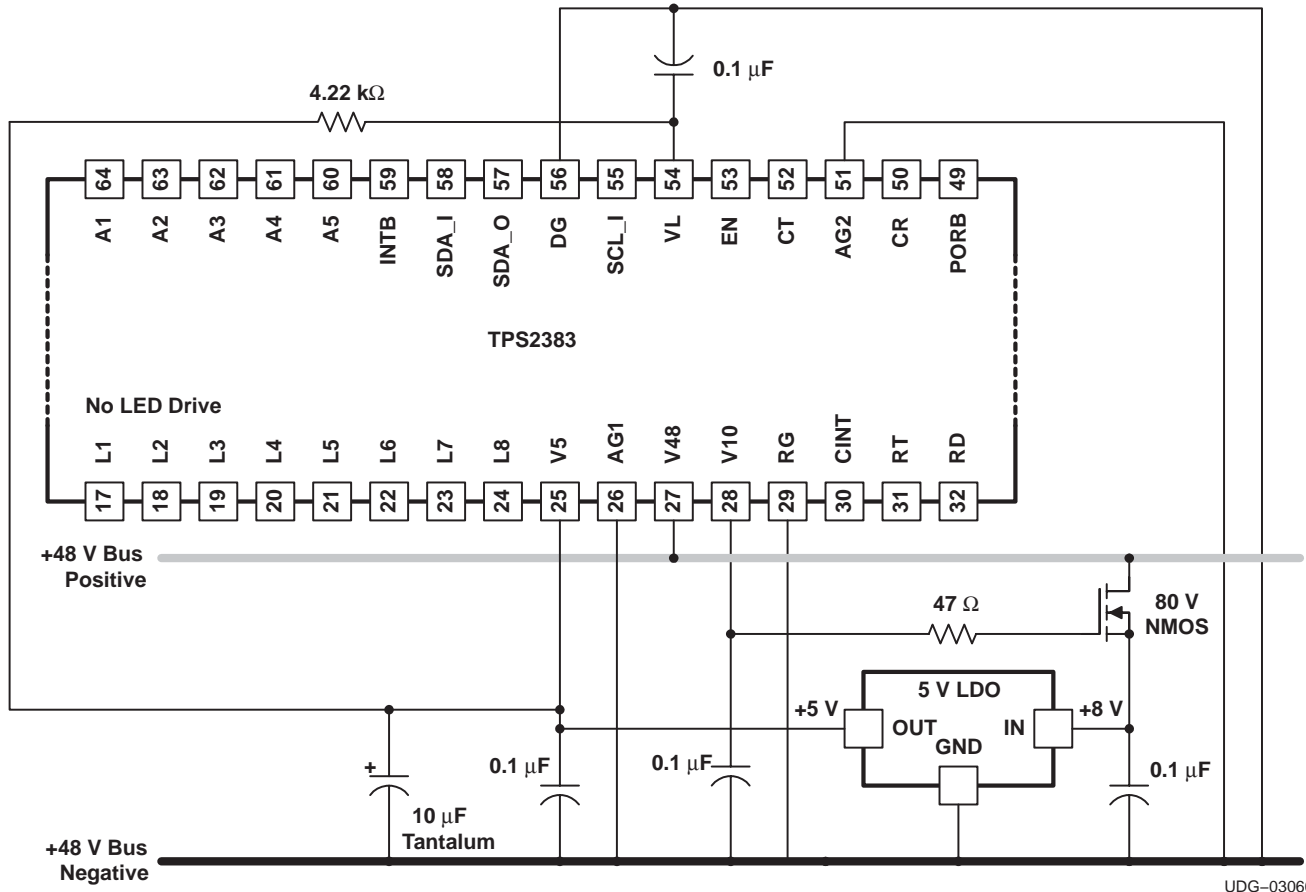 0.1 μF
4.22 kΩ
64 63 62 61 60 59 58 57 56 55 54 53 52 51 50 49
A1 A2 A3 A4 A5 INTB SDA_I SDA_O DG SCL_I VL EN CT AG2 CR PORB
TPS2383
No LED Drive
L1 L2 L3 L4 L5 L6 L7 L8 V5 AG1 V48 V10 RG CINT RT RD
17 18 19 20 21 22 23 24 25 26 27 28 29 30 31 32
+48 V Bus
Positive
47 Ω
80 V
NMOS
5 V LDO
+5 V
+8 V
OUT
IN
GND
0.1 μF
0.1 μF
0.1 μF
+
10 μF
Tantalum
+48 V Bus
Negative